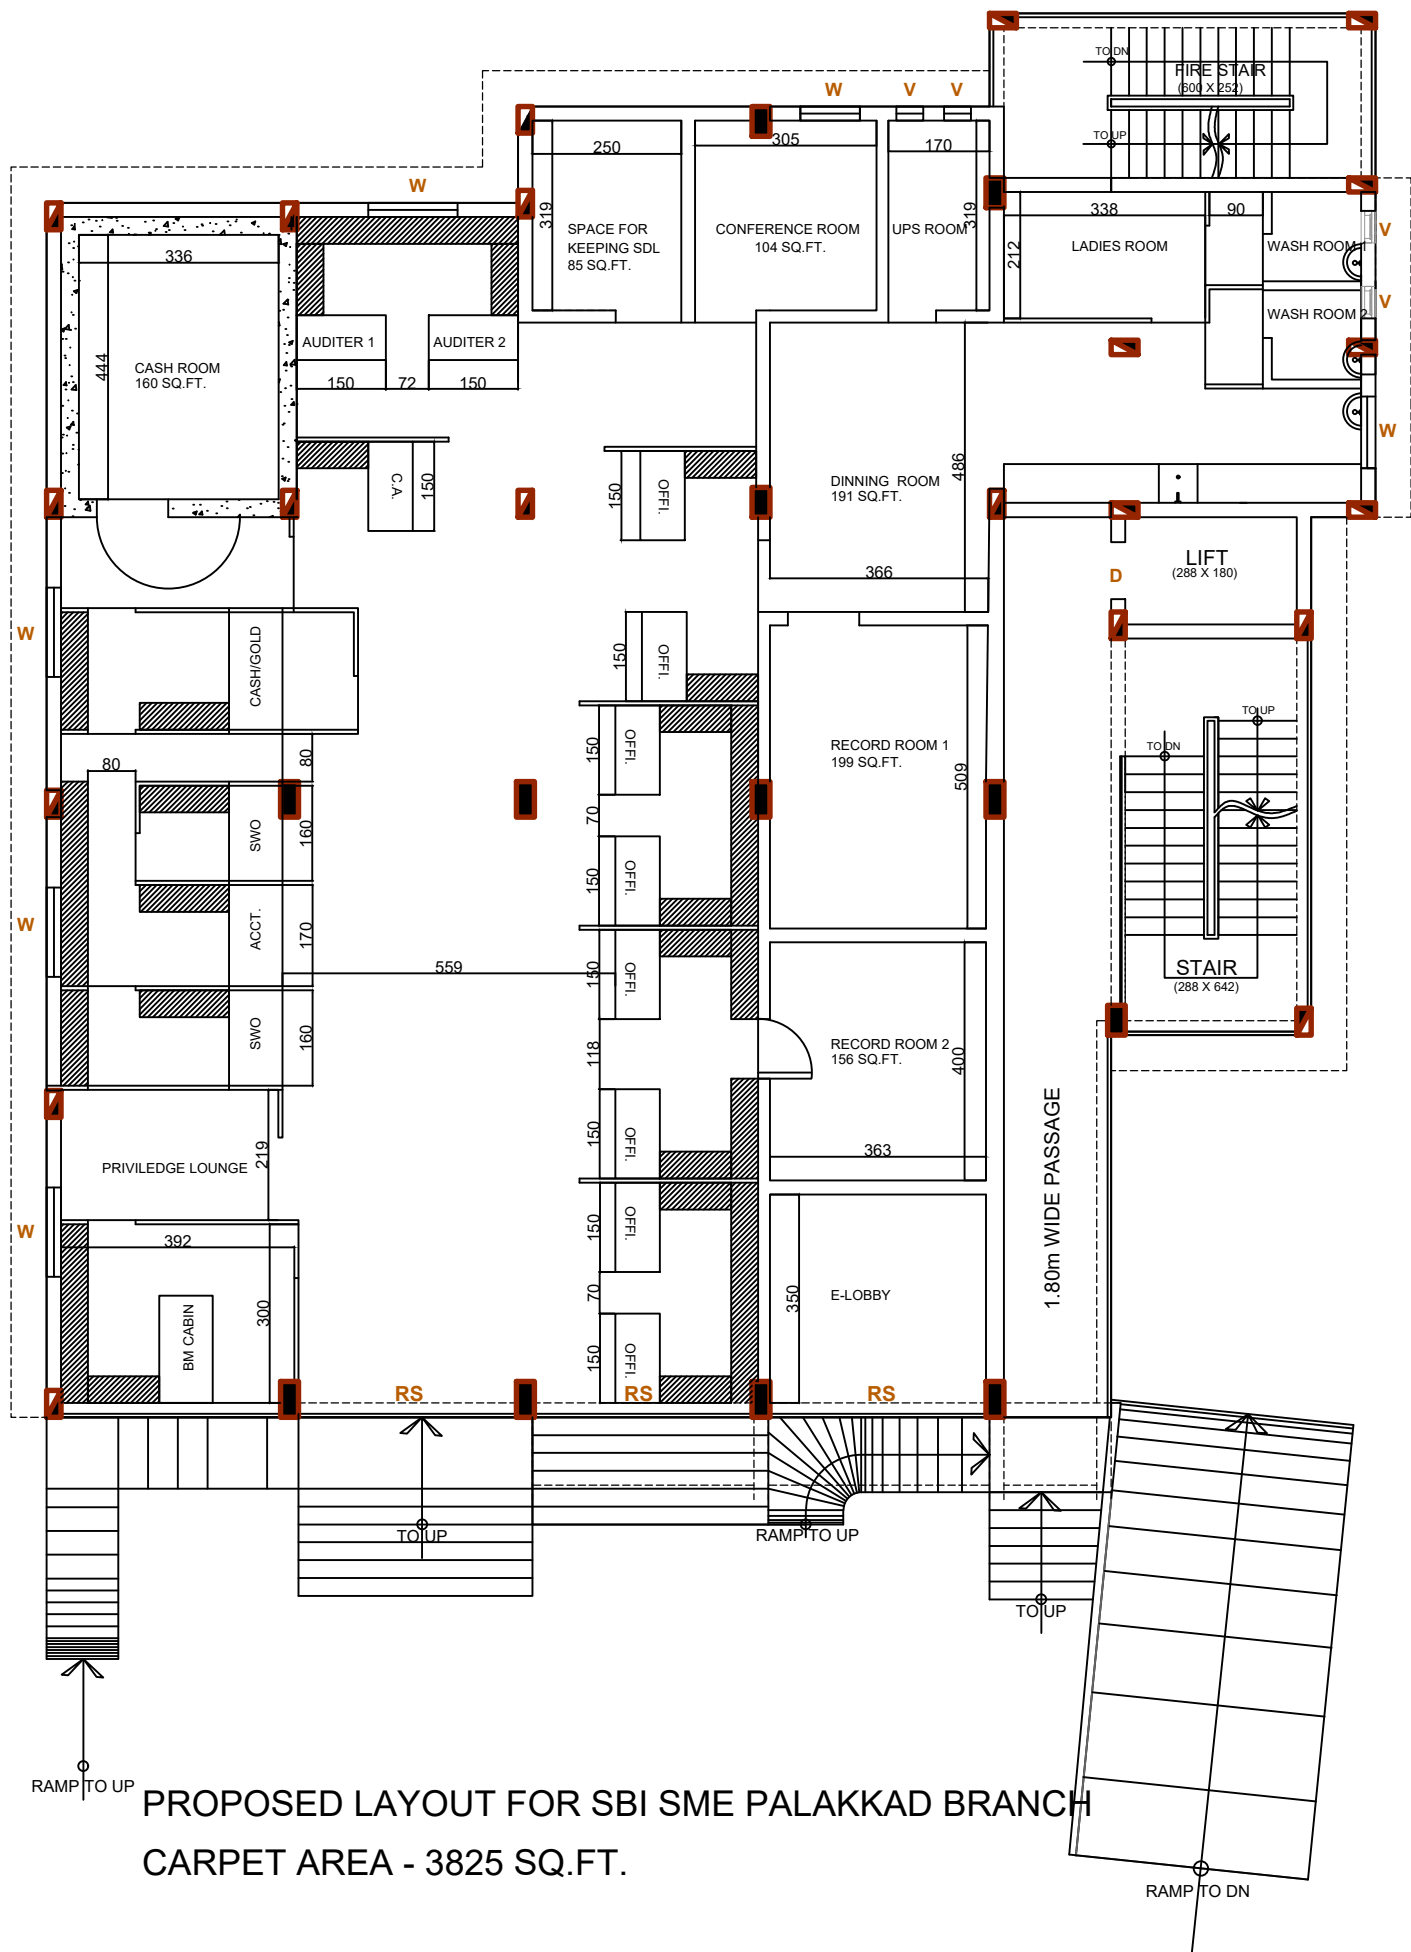 TO DN
FIRE STAIR
(600 X 252)
TO UP
W
V
V
250
305
170
W
319
SPACE FOR
KEEPING SDL
85 SQ.FT.
CONFERENCE ROOM
104 SQ.FT.
UPS ROOM
319
338
90
212
LADIES ROOM
WASH ROOM 1
V
V
WASH ROOM 2
336
444
CASH ROOM
160 SQ.FT.
AUDITER 1
AUDITER 2
150
72
150
W
C.A.
150
150
OFFI.
DINNING ROOM
191 SQ.FT.
486
366
LIFT
(288 X 180)
D
W
CASH/GOLD
150
OFFI.
80
80
150
OFFI.
70
RECORD ROOM 1
199 SQ.FT.
509
TO UP
TO DN
SWO
160
150
OFFI.
W
ACCT.
170
559
150
OFFI.
STAIR
(288 X 642)
SWO
160
118
RECORD ROOM 2
156 SQ.FT.
400
363
150
OFFI.
PRIVILEDGE LOUNGE
219
1.80m WIDE PASSAGE
W
392
150
OFFI.
70
BM CABIN
300
350
E-LOBBY
150
OFFI.
RS
RS
RS
TO UP
RAMP TO UP
TO UP
RAMP TO UP
PROPOSED LAYOUT FOR SBI SME PALAKKAD BRANCH
CARPET AREA - 3825 SQ.FT.
RAMP TO DN